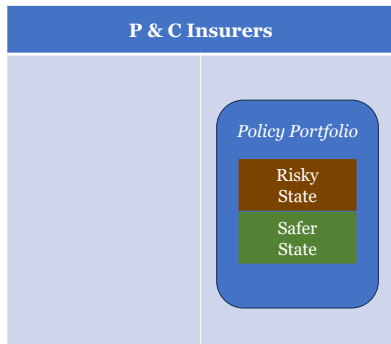 P & C Insurers
Policy Portfolio
Risky
State
Safer
State